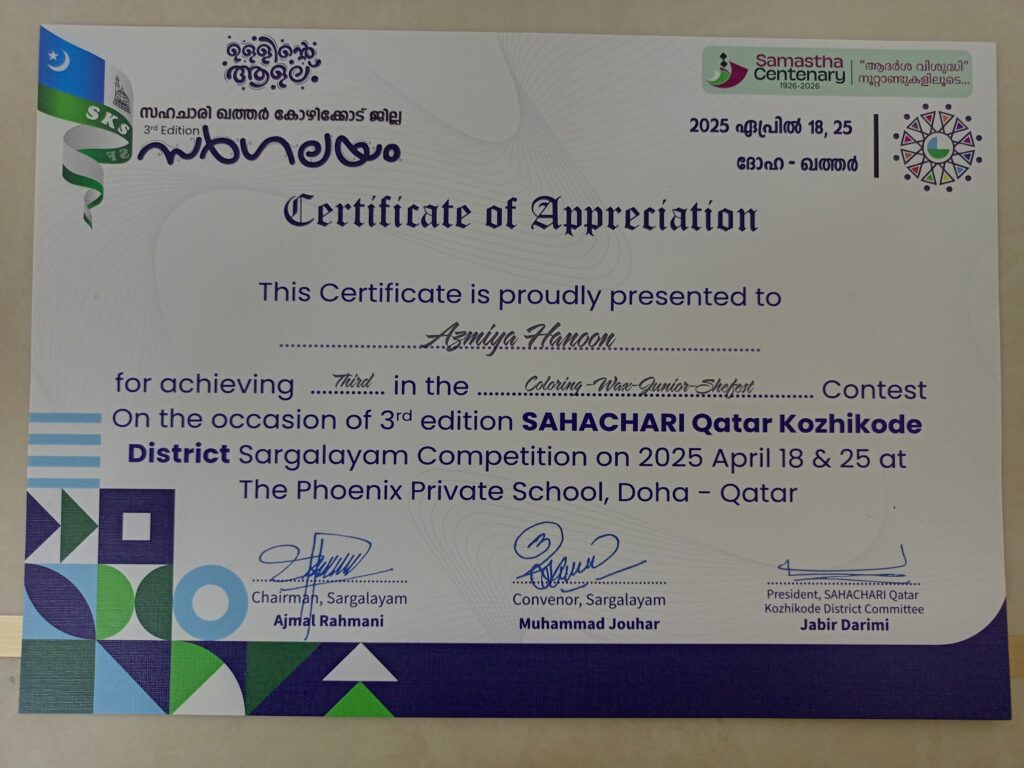 ഉള്ളിന്റെ
ആളല്
Samastha
Centenary
1926-2026
"ആദർശ വിശുദ്ധി
നൂറ്റാണ്ടുകളിലൂടെ..."
SKS
SF
സഹചാരി ഖത്തർ കോഴിക്കോട് ജില്ല
3rd Edition
സർഗലയം
2025 ഏപ്രിൽ 18, 25
ദോഹ - ഖത്തർ
Certificate of Appreciation
This Certificate is proudly presented to
Azmiya Hanoon
for achieving Third in the Coloring-Wax-Junior-Shefest Contest
On the occasion of 3rd edition SAHACHARI Qatar Kozhikode
District Sargalayam Competition on 2025 April 18 & 25 at
The Phoenix Private School, Doha - Qatar
Chairman, Sargalayam
Ajmal Rahmani
Convenor, Sargalayam
Muhammad Jouhar
President, SAHACHARI Qatar
Kozhikode District Committee
Jabir Darimi